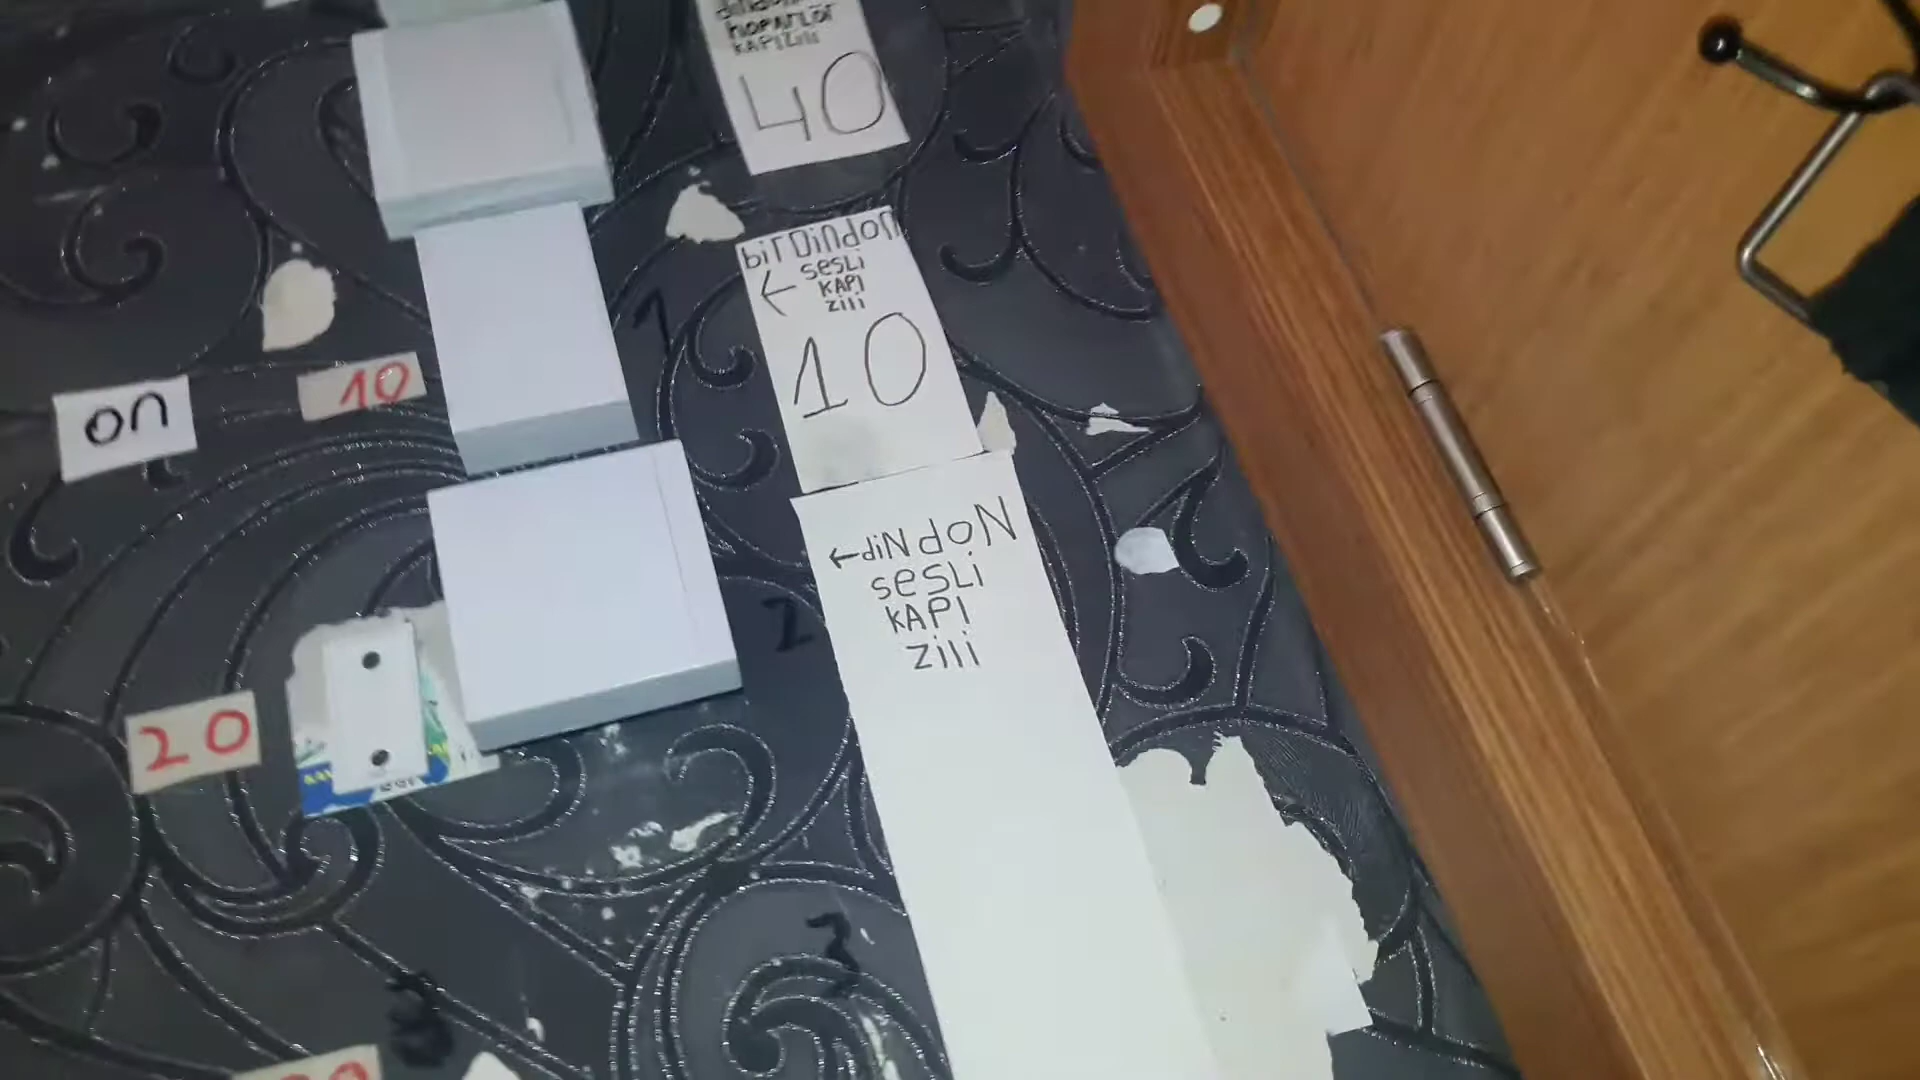 hoparlör
KAPI Zili
40
birDindon
← sesLi
KAPI
zili
10
1
on
10
←diNdoN
sesLi
KAPI
Zili
2
20
3